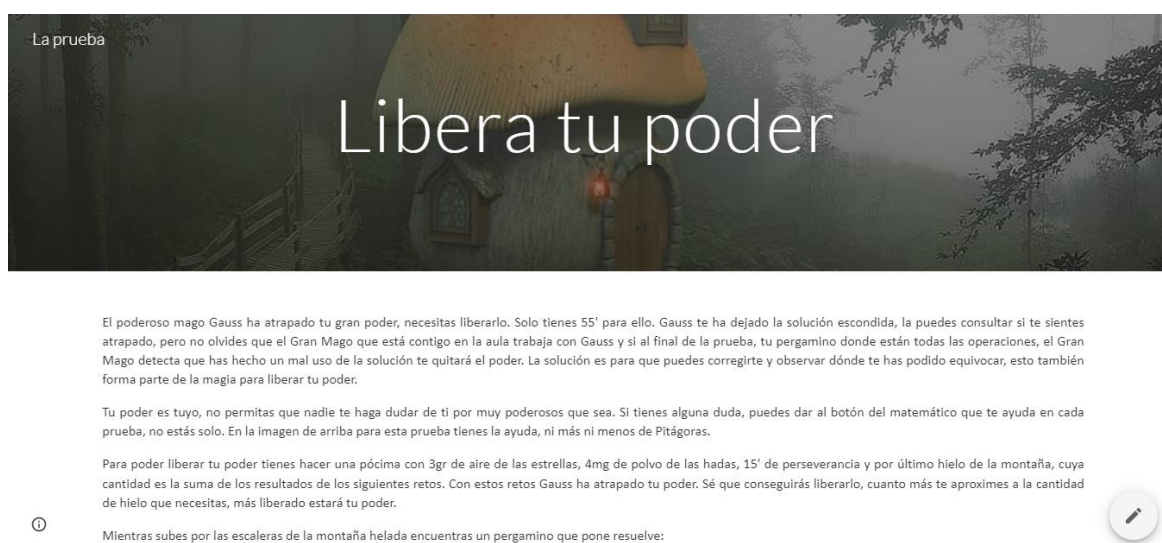 La prueba
Libera tu poder
El poderoso mago Gauss ha atrapado tu gran poder, necesitas liberarlo. Solo tienes 55' para ello. Gauss te ha dejado la solución escondida, la puedes consultar si te sientes
atrapado, pero no olvides que el Gran Mago que está contigo en la aula trabaja con Gauss y si al final de la prueba, tu pergamino donde están todas las operaciones, el Gran
Mago detecta que has hecho un mal uso de la solución te quitará el poder. La solución es para que puedes corregirte y observar dónde te has podido equivocar, esto también
forma parte de la magia para liberar tu poder.
Tu poder es tuyo, no permitas que nadie te haga dudar de ti por muy poderosos que sea. Si tienes alguna duda, puedes dar al botón del matemático que te ayuda en cada
prueba, no estás solo. En la imagen de arriba para esta prueba tienes la ayuda, ni más ni menos de Pitágoras.
Para poder liberar tu poder tienes hacer una pócima con 3gr de aire de las estrellas, 4mg de polvo de las hadas, 15' de perseverancia y por último hielo de la montaña, cuya
cantidad es la suma de los resultados de los siguientes retos. Con estos retos Gauss ha atrapado tu poder. Sé que conseguirás liberarlo, cuanto más te aproximes a la cantidad
de hielo que necesitas, más liberado estará tu poder.
Mientras subes por las escaleras de la montaña helada encuentras un pergamino que pone resuelve: